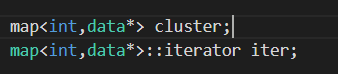 map<int,data*> cluster;
map<int,data*>::iterator iter;